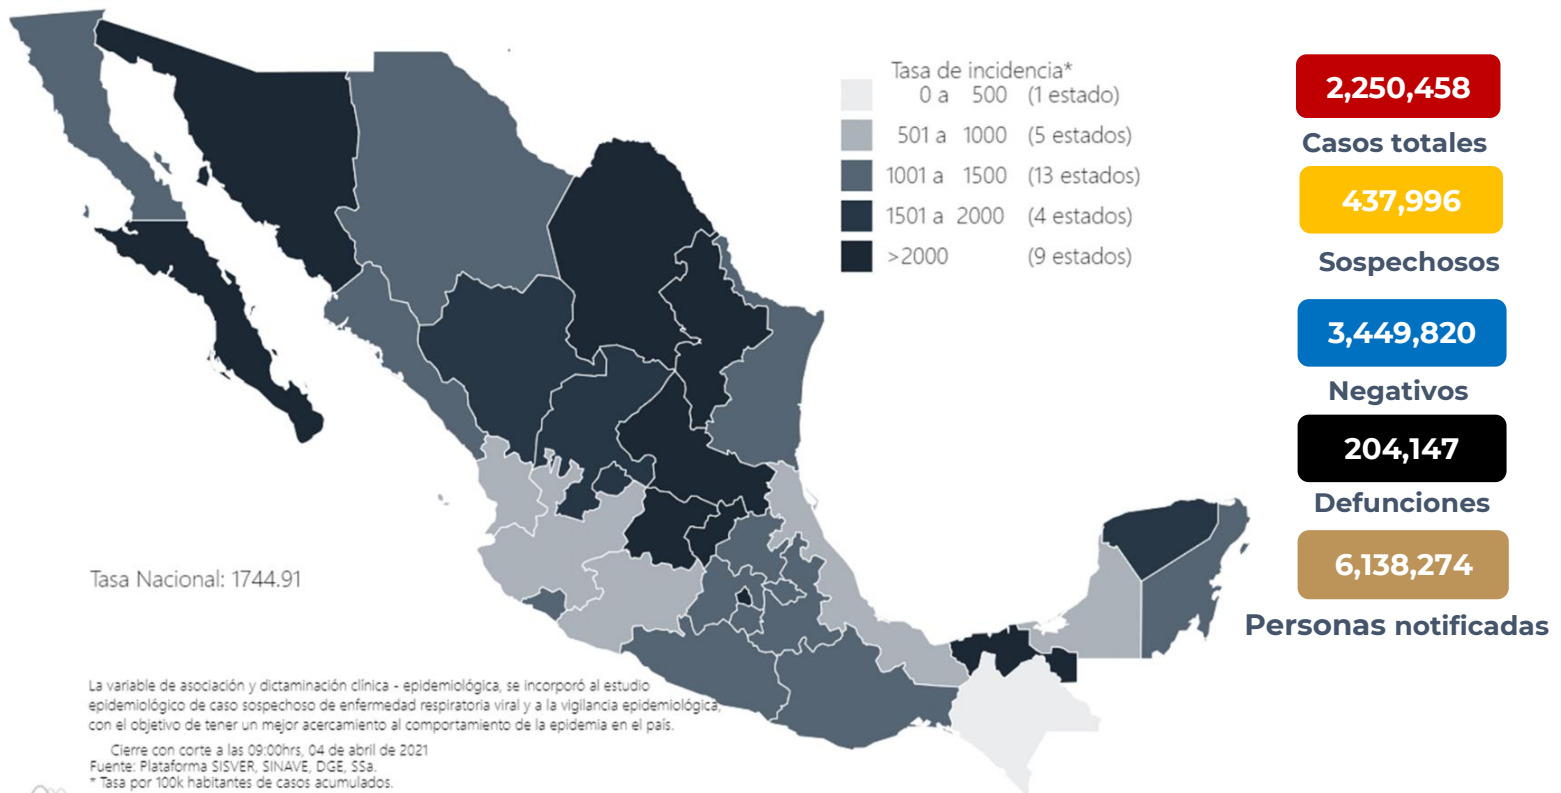 Tasa de incidencia*
0 a 500 (1 estado)
501 a 1000 (5 estados)
1001 a 1500 (13 estados)
1501 a 2000 (4 estados)
>2000 (9 estados)
2,250,458
Casos totales
437,996
Sospechosos
3,449,820
Negativos
204,147
Defunciones
6,138,274
Personas notificadas
Tasa Nacional: 1744.91
La variable de asociación y dictaminación clínica - epidemiológica, se incorporó al estudio
epidemiológico de caso sospechoso de enfermedad respiratoria viral y a la vigilancia epidemiológica,
con el objetivo de tener un mejor acercamiento al comportamiento de la epidemia en el país.
Cierre con corte a las 09:00hrs, 04 de abril de 2021
Fuente: Plataforma SISVER, SINAVE, DGE, SSa.
* Tasa por 100k habitantes de casos acumulados.